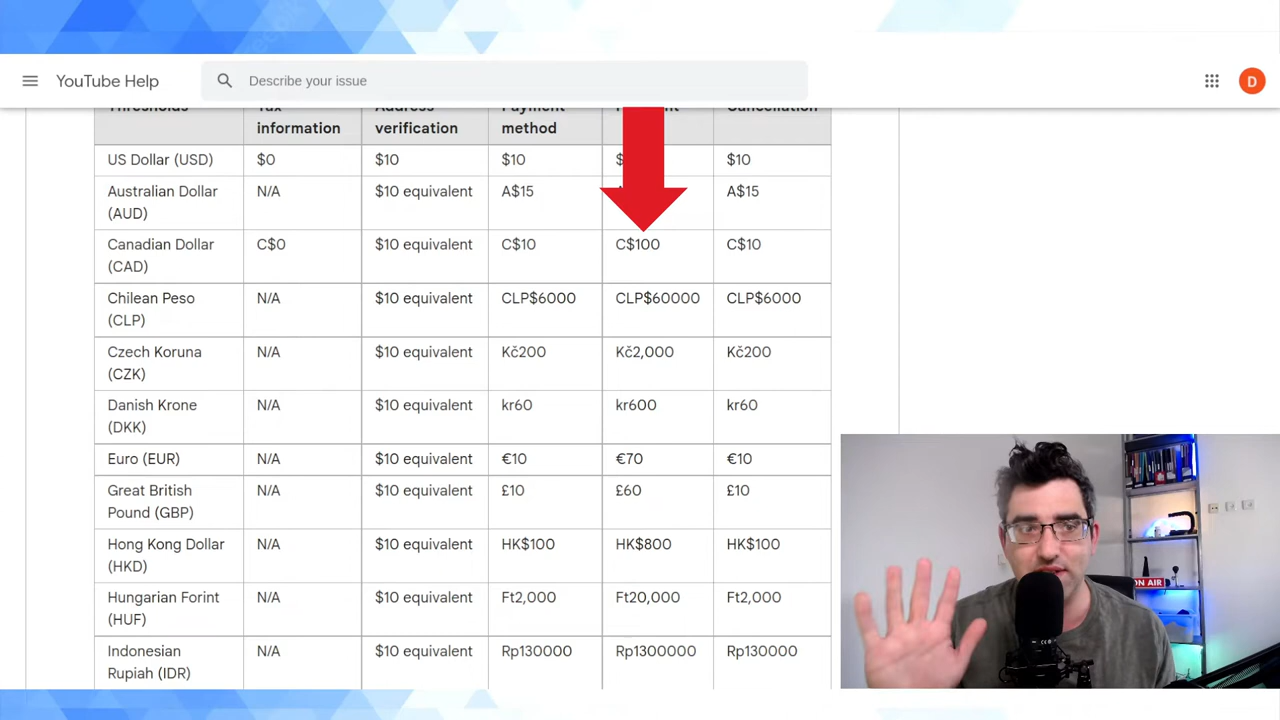 YouTube Help
Describe your issue
D
Thresholds Tax information Address verification Payment method Cancellation
US Dollar (USD) $0 $10 $10 $ $10
Australian Dollar (AUD) N/A $10 equivalent A$15 A$15
Canadian Dollar (CAD) C$0 $10 equivalent C$10 C$100 C$10
Chilean Peso (CLP) N/A $10 equivalent CLP$6000 CLP$60000 CLP$6000
Czech Koruna (CZK) N/A $10 equivalent Kč200 Kč2,000 Kč200
Danish Krone (DKK) N/A $10 equivalent kr60 kr600 kr60
Euro (EUR) N/A $10 equivalent €10 €70 €10
Great British Pound (GBP) N/A $10 equivalent £10 £60 £10
Hong Kong Dollar (HKD) N/A $10 equivalent HK$100 HK$800 HK$100
Hungarian Forint (HUF) N/A $10 equivalent Ft2,000 Ft20,000 Ft2,000
Indonesian Rupiah (IDR) N/A $10 equivalent Rp130000 Rp1300000 Rp130000
ON AIR